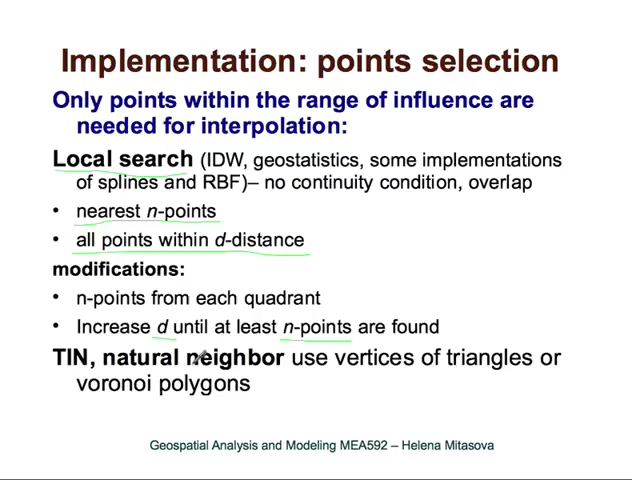 Implementation: points selection
Only points within the range of influence are
needed for interpolation:
Local search (IDW, geostatistics, some implementations
of splines and RBF)– no continuity condition, overlap
• nearest n-points
• all points within d-distance
modifications:
• n-points from each quadrant
• Increase d until at least n-points are found
TIN, natural neighbor use vertices of triangles or
voronoi polygons
Geospatial Analysis and Modeling MEA592 – Helena Mitasova